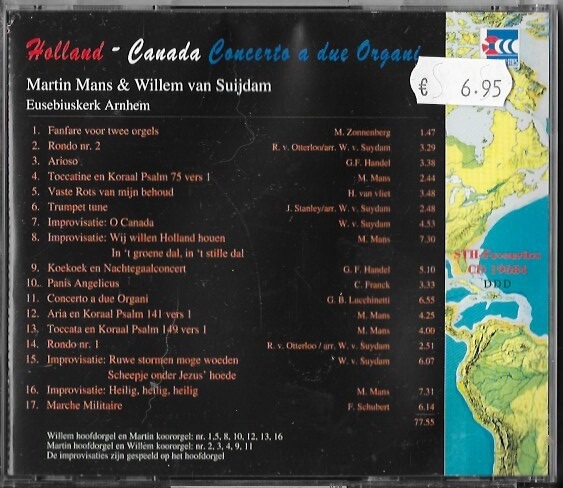 Holland - Canada Concerto a due Organi
Martin Mans & Willem van Suijdam
Eusebiuskerk Arnhem
€ 6.95
1. Fanfare voor twee orgels M. Zonnenberg 1.47
2. Rondo nr. 2 R. v. Otterloo/arr. W. v. Suydam 3.29
3. Arioso G.F. Handel 3.38
4. Toccatine en Koraal Psalm 75 vers 1 M. Mans 2.44
5. Vaste Rots van mijn behoud H. van vliet 3.48
6. Trumpet tune J. Stanley/arr. W. v. Suydam 2.48
7. Improvisatie: O Canada W. v. Suydam 4.53
8. Improvisatie: Wij willen Holland houen M. Mans 7.30
In 't groene dal, in 't stille dal
9. Koekoek en Nachtegaalconcert G. F. Handel 5.10
10. Panis Angelicus C. Franck 3.33
11. Concerto a due Organi G. B. Lucchinetti 6.55
12. Aria en Koraal Psalm 141 vers 1 M. Mans 4.25
13. Toccata en Koraal Psalm 149 vers 1 M. Mans 4.00
14. Rondo nr. 1 R. v. Otterloo / arr. W. v. Suydam 2.51
15. Improvisatie: Ruwe stormen moge woeden W. v. Suydam 6.07
Scheepje onder Jezus' hoede
16. Improvisatie: Heilig, heilig, heilig M. Mans 7.31
17. Marche Militaire F. Schubert 6.14
77.55
CD
DDD
Willem hoofdorgel en Martin koororgel: nr. 1,5, 8, 10, 12, 13, 16
Martin hoofdorgel en Willem koororgel: nr. 2, 3, 4, 9, 11
De improvisaties zijn gespeeld op het hoofdorgel